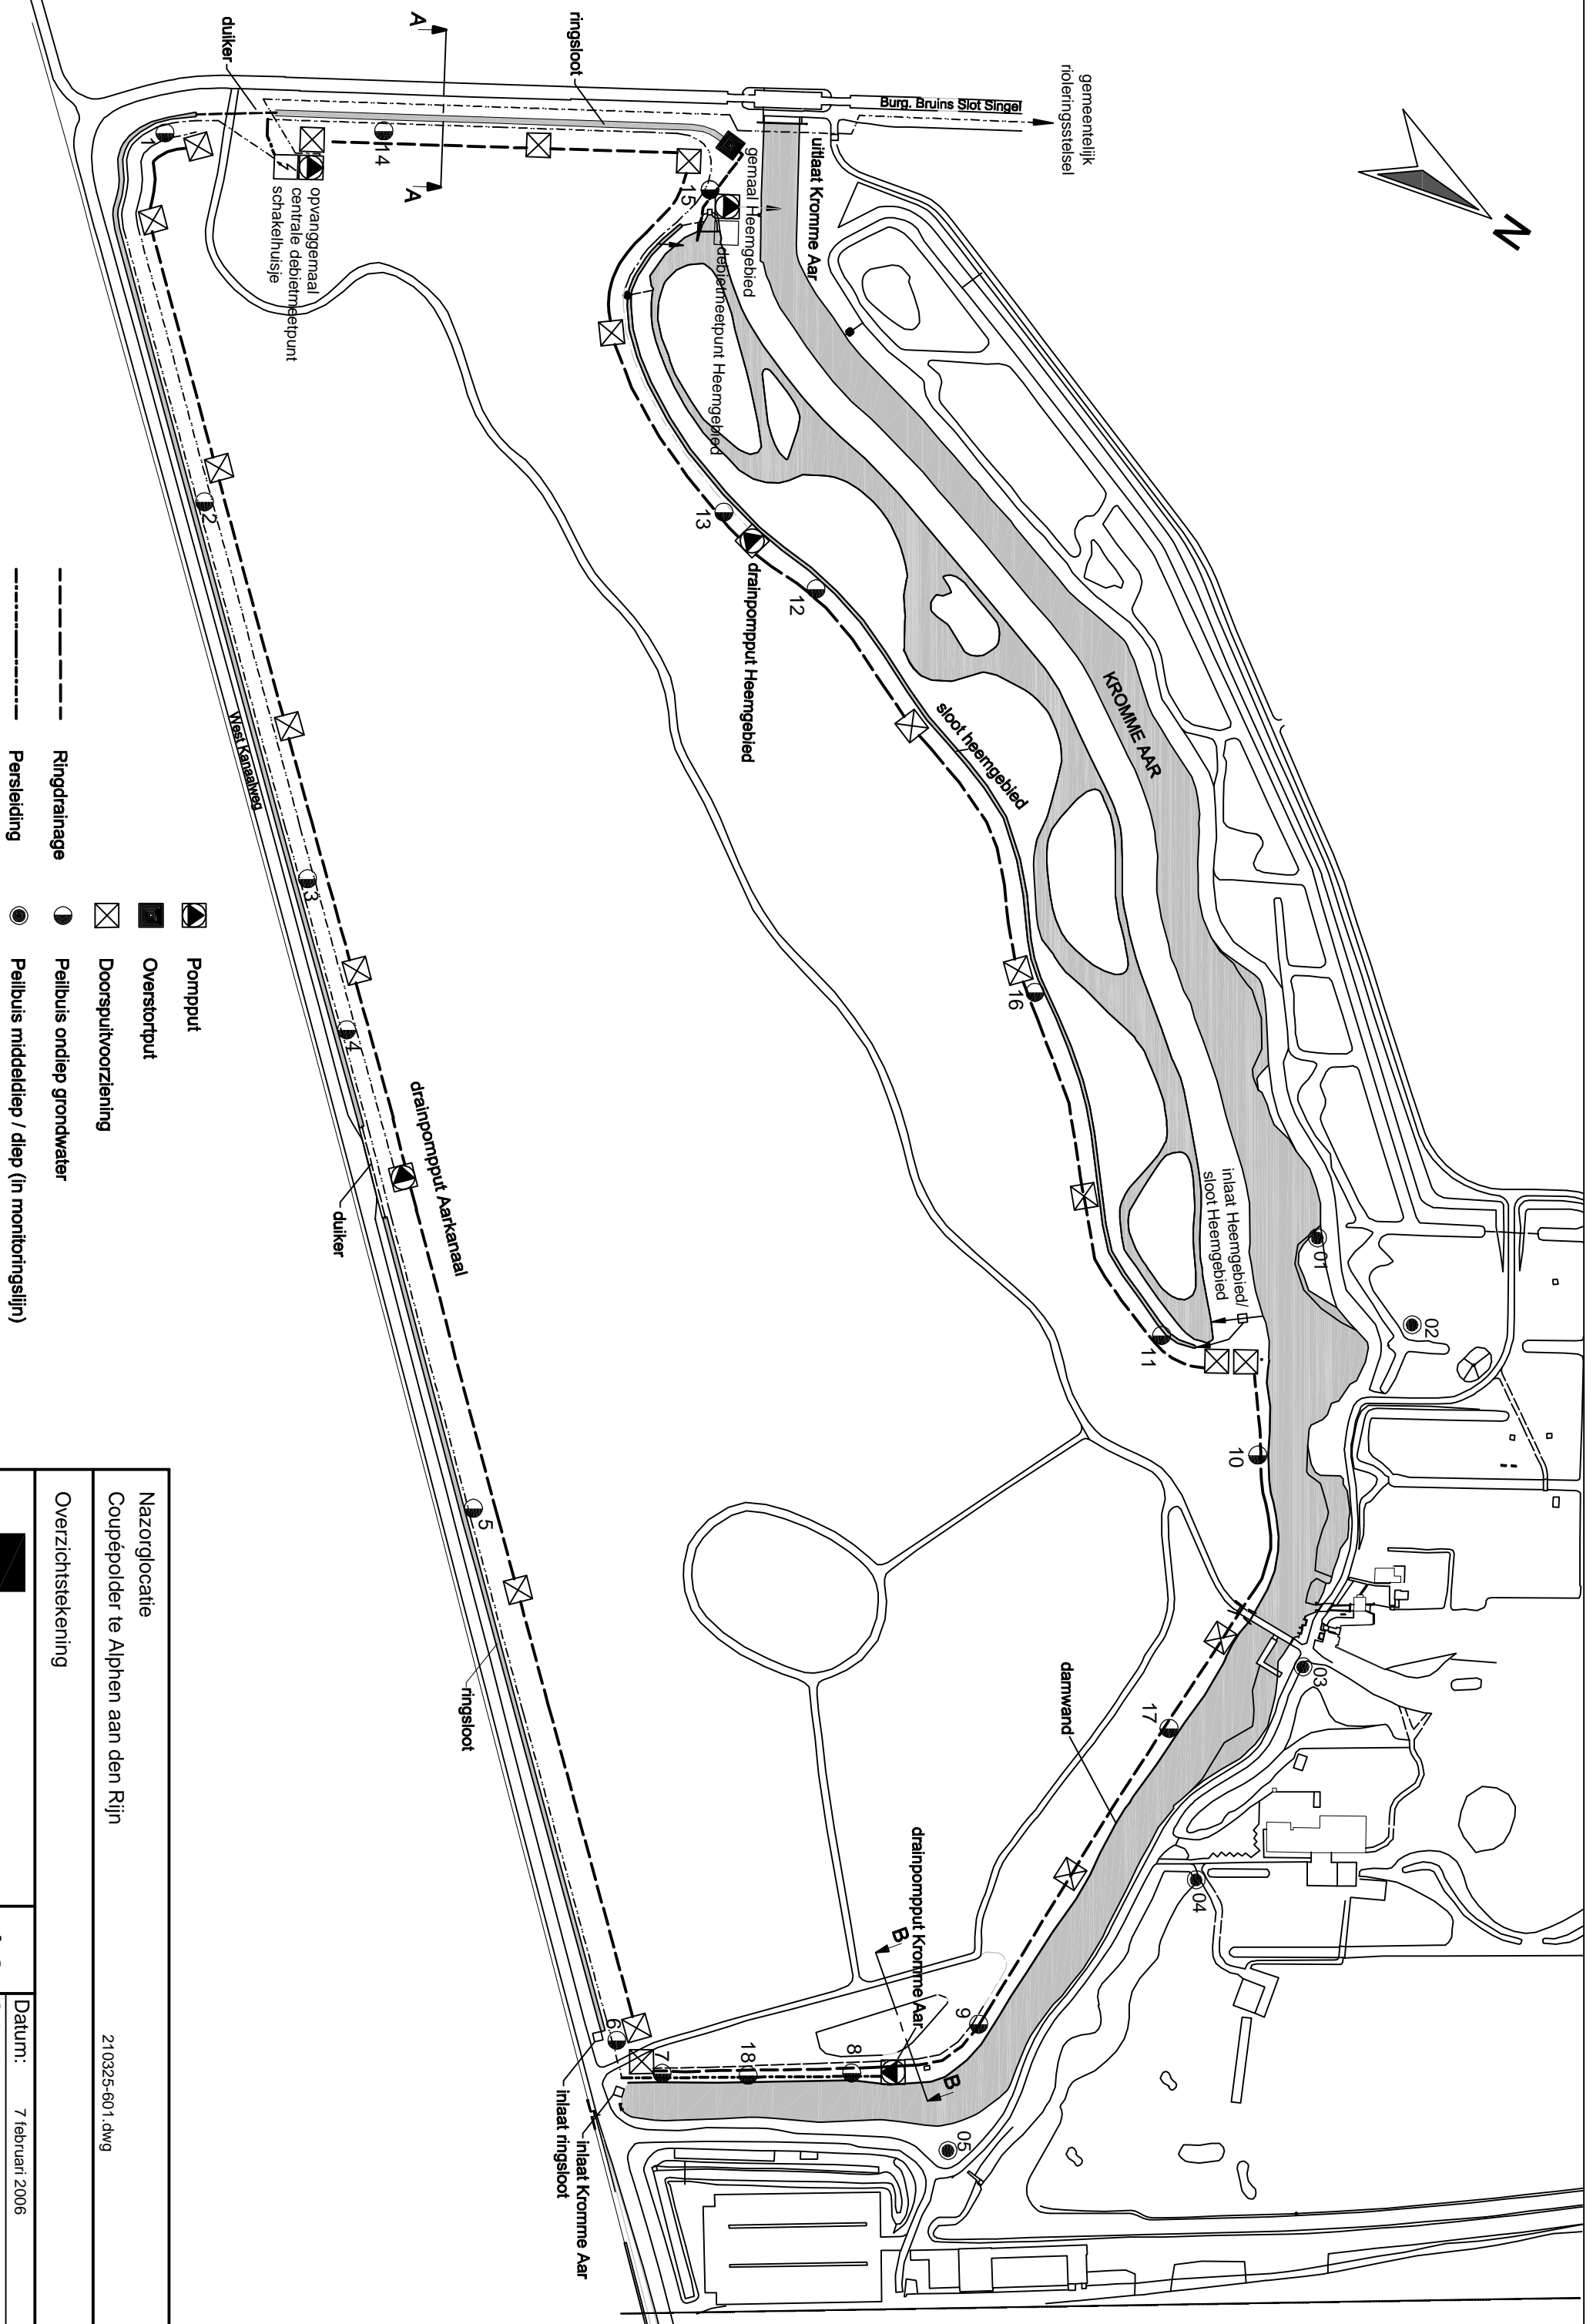 gemeentelijk
rioleringsstelsel
Burg. Bruins Slot Singel
N
A
A
duiker
ringsloot
uitlaat Kromme Aar
gemaal Heemgebied
debietmeetpunt Heemgebied
opvanggemaal
centrale debietmeetpunt
schakelhuisje
1
14
15
2
13
12
drainpompput Heemgebied
sloot heemgebied
KROMME AAR
West Kanaalweg
3
4
16
drainpompput Aarkanaal
duiker
inlaat Heemgebied/
sloot Heemgebied
01
02
11
10
5
ringsloot
03
17
damwand
04
drainpompput Kromme Aar
B
B
9
8
18
7
6
05
inlaat Kromme Aar
inlaat ringsloot
Pompput
Overstortput
Doorspuitvoorziening
Ringdrainage
Peilbuis ondiep grondwater
Persleiding
Peilbuis middeldiep / diep (in monitoringslijn)
Nazorglocatie
Coupépolder te Alphen aan den Rijn
210325-601.dwg
Overzichtstekening
Datum:
7 februari 2006